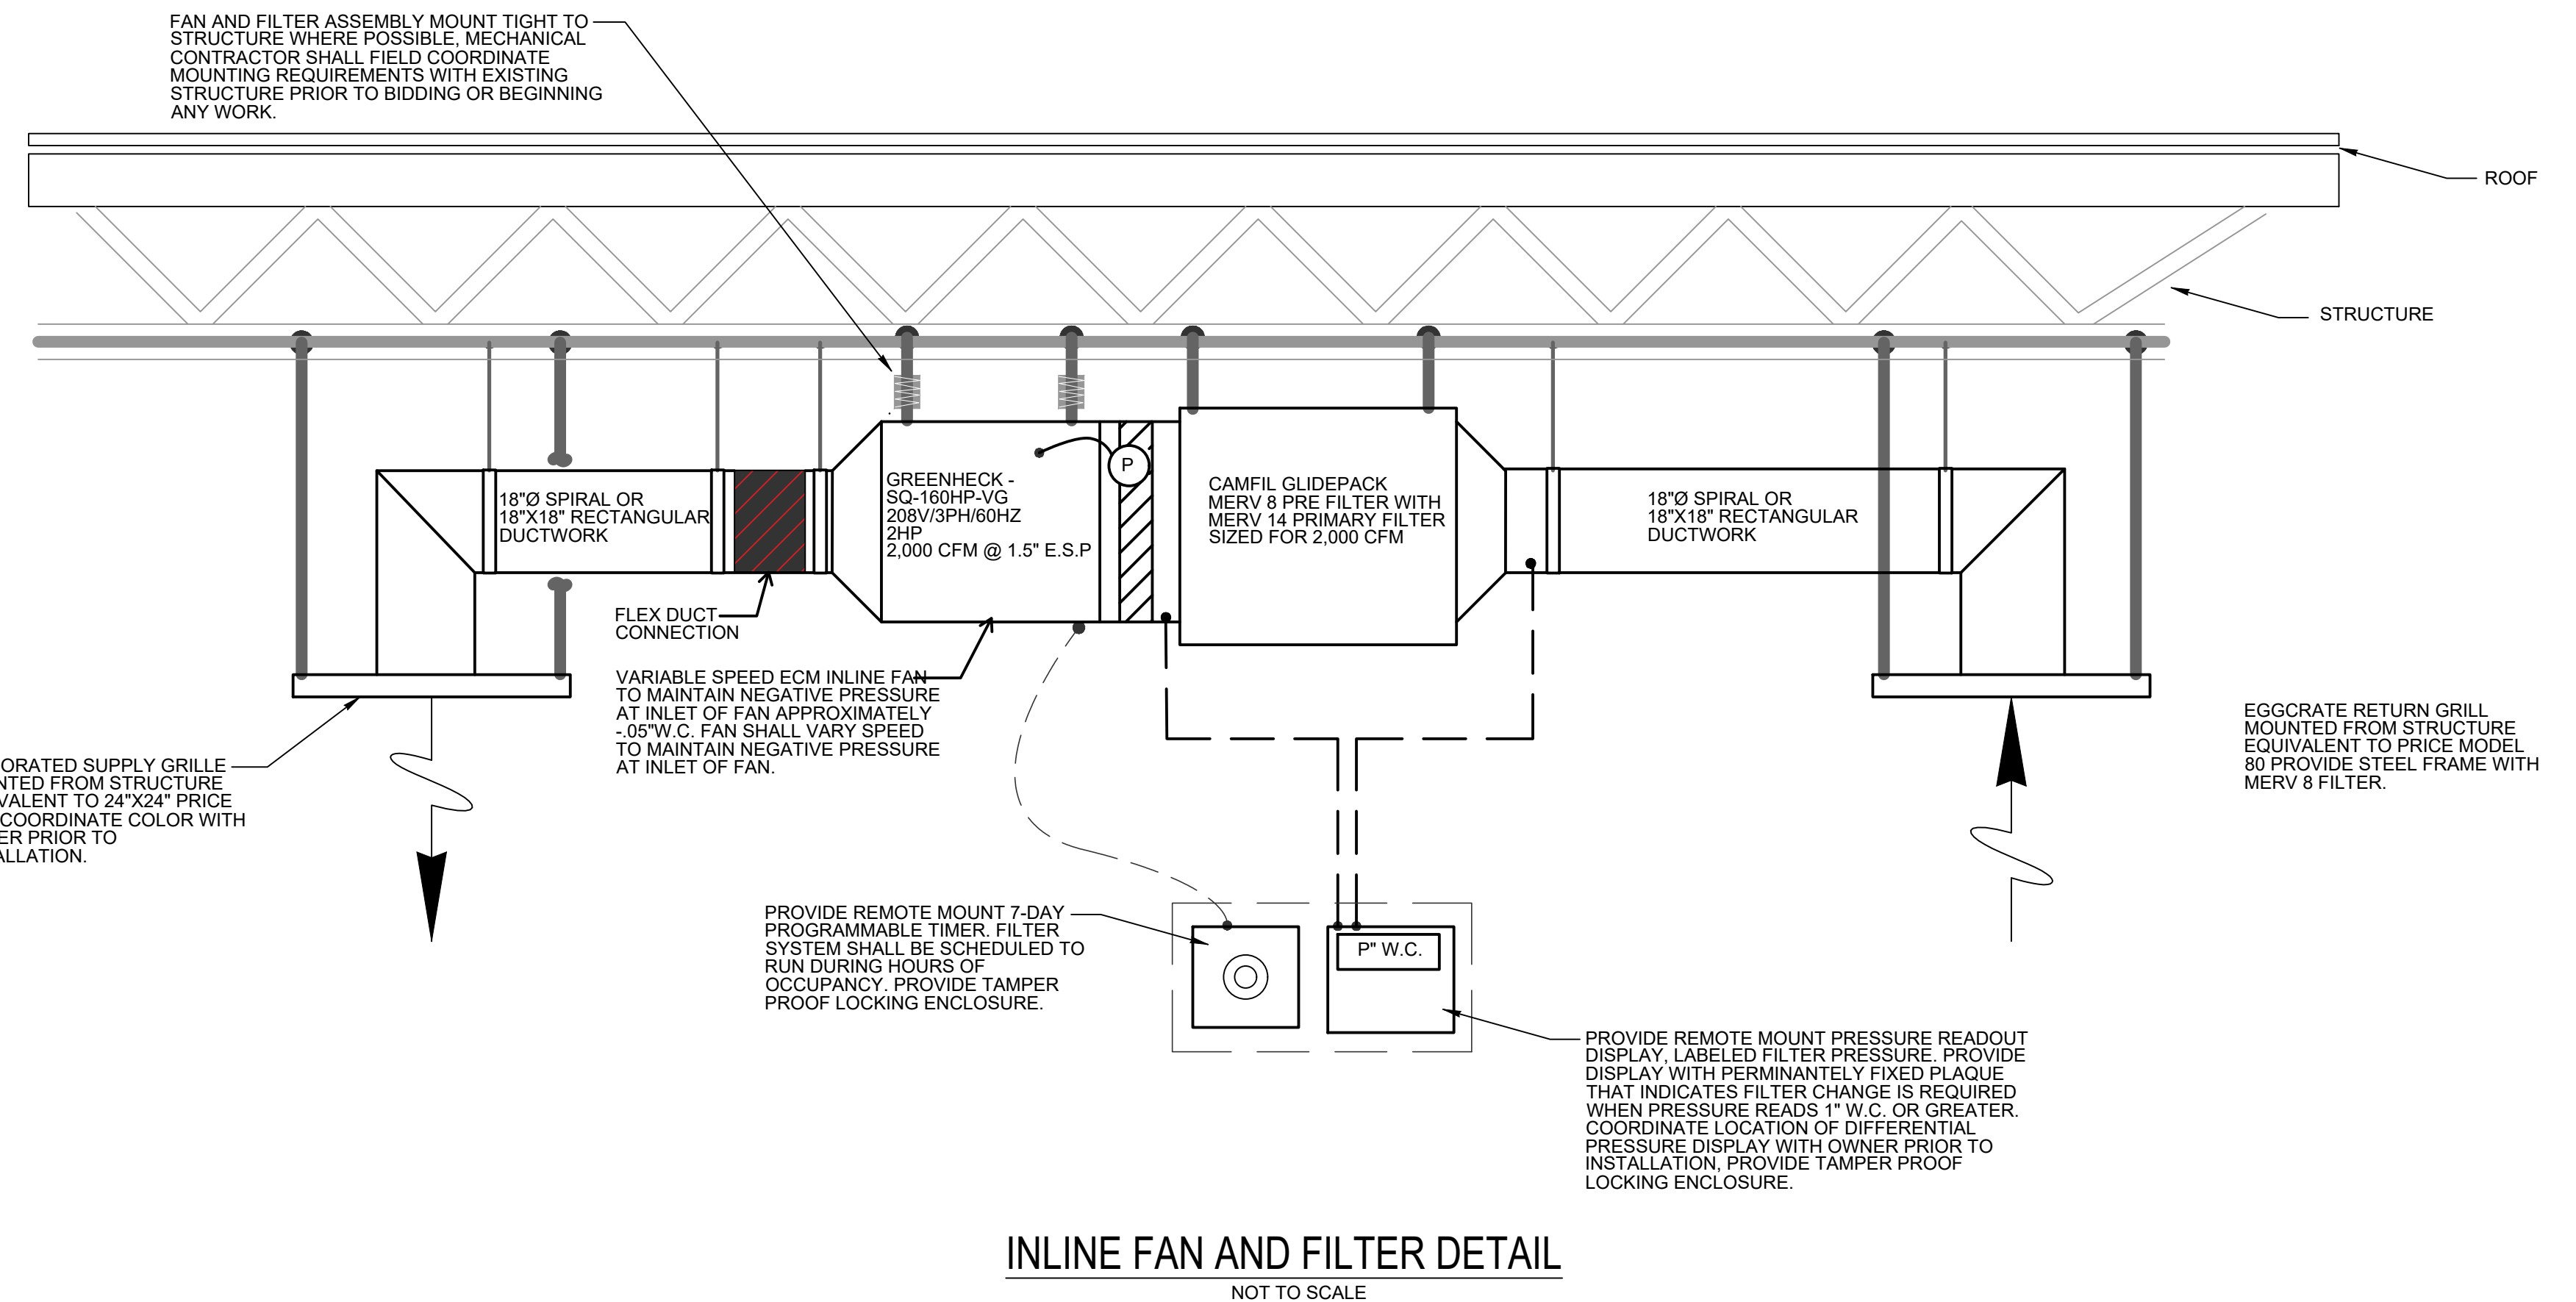 FAN AND FILTER ASSEMBLY MOUNT TIGHT TO
STRUCTURE WHERE POSSIBLE, MECHANICAL
CONTRACTOR SHALL FIELD COORDINATE
MOUNTING REQUIREMENTS WITH EXISTING
STRUCTURE PRIOR TO BIDDING OR BEGINNING
ANY WORK.
ROOF
STRUCTURE
18"Ø SPIRAL OR
18"X18" RECTANGULAR
DUCTWORK
GREENHECK -
SQ-160HP-VG
208V/3PH/60HZ
2HP
2,000 CFM @ 1.5" E.S.P
P
CAMFIL GLIDEPACK
MERV 8 PRE FILTER WITH
MERV 14 PRIMARY FILTER
SIZED FOR 2,000 CFM
18"Ø SPIRAL OR
18"X18" RECTANGULAR
DUCTWORK
FLEX DUCT
CONNECTION
VARIABLE SPEED ECM INLINE FAN
TO MAINTAIN NEGATIVE PRESSURE
AT INLET OF FAN APPROXIMATELY
-.05"W.C. FAN SHALL VARY SPEED
TO MAINTAIN NEGATIVE PRESSURE
AT INLET OF FAN.
ORATED SUPPLY GRILLE
NTED FROM STRUCTURE
VALENT TO 24"X24" PRICE
COORDINATE COLOR WITH
ER PRIOR TO
ALLATION.
EGGCRATE RETURN GRILL
MOUNTED FROM STRUCTURE
EQUIVALENT TO PRICE MODEL
80 PROVIDE STEEL FRAME WITH
MERV 8 FILTER.
PROVIDE REMOTE MOUNT 7-DAY
PROGRAMMABLE TIMER. FILTER
SYSTEM SHALL BE SCHEDULED TO
RUN DURING HOURS OF
OCCUPANCY. PROVIDE TAMPER
PROOF LOCKING ENCLOSURE.
P" W.C.
PROVIDE REMOTE MOUNT PRESSURE READOUT
DISPLAY, LABELED FILTER PRESSURE. PROVIDE
DISPLAY WITH PERMINANTELY FIXED PLAQUE
THAT INDICATES FILTER CHANGE IS REQUIRED
WHEN PRESSURE READS 1" W.C. OR GREATER.
COORDINATE LOCATION OF DIFFERENTIAL
PRESSURE DISPLAY WITH OWNER PRIOR TO
INSTALLATION, PROVIDE TAMPER PROOF
LOCKING ENCLOSURE.
INLINE FAN AND FILTER DETAIL
NOT TO SCALE